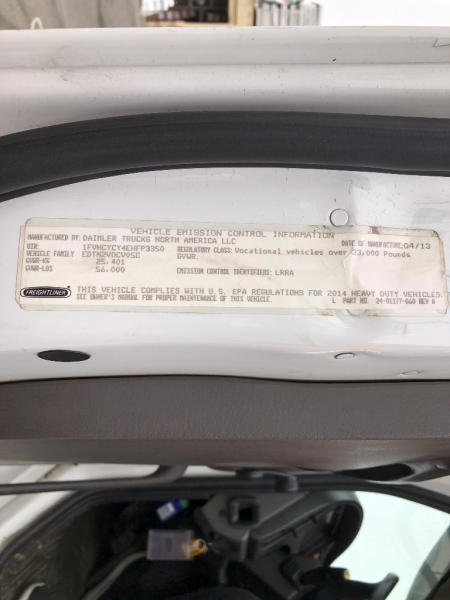 VEHICLE EMISSION CONTROL INFORMATION
MANUFACTURED BY: DAIMLER TRUCKS NORTH AMERICA LLC DATE OF MANUFACTURE: 04/13
VIN: 1FVHCYCY4EHFP3350 REGULATORY CLASS: Vocational vehicles over 33,000 Pounds
VEHICLE FAMILY EDTN2VOCV05C GVWR.
GVWR-KG 25,401
GVWR-LBS 56,000 EMISSION CONTROL IDENTIFIERS: LRRA
FREIGHTLINER THIS VEHICLE COMPLIES WITH U.S. EPA REGULATIONS FOR 2014 HEAVY DUTY VEHICLES.
SEE OWNER'S MANUAL FOR PROPER MAINTENANCE OF THIS VEHICLE. L PART NO. 24-01177-660 REV A